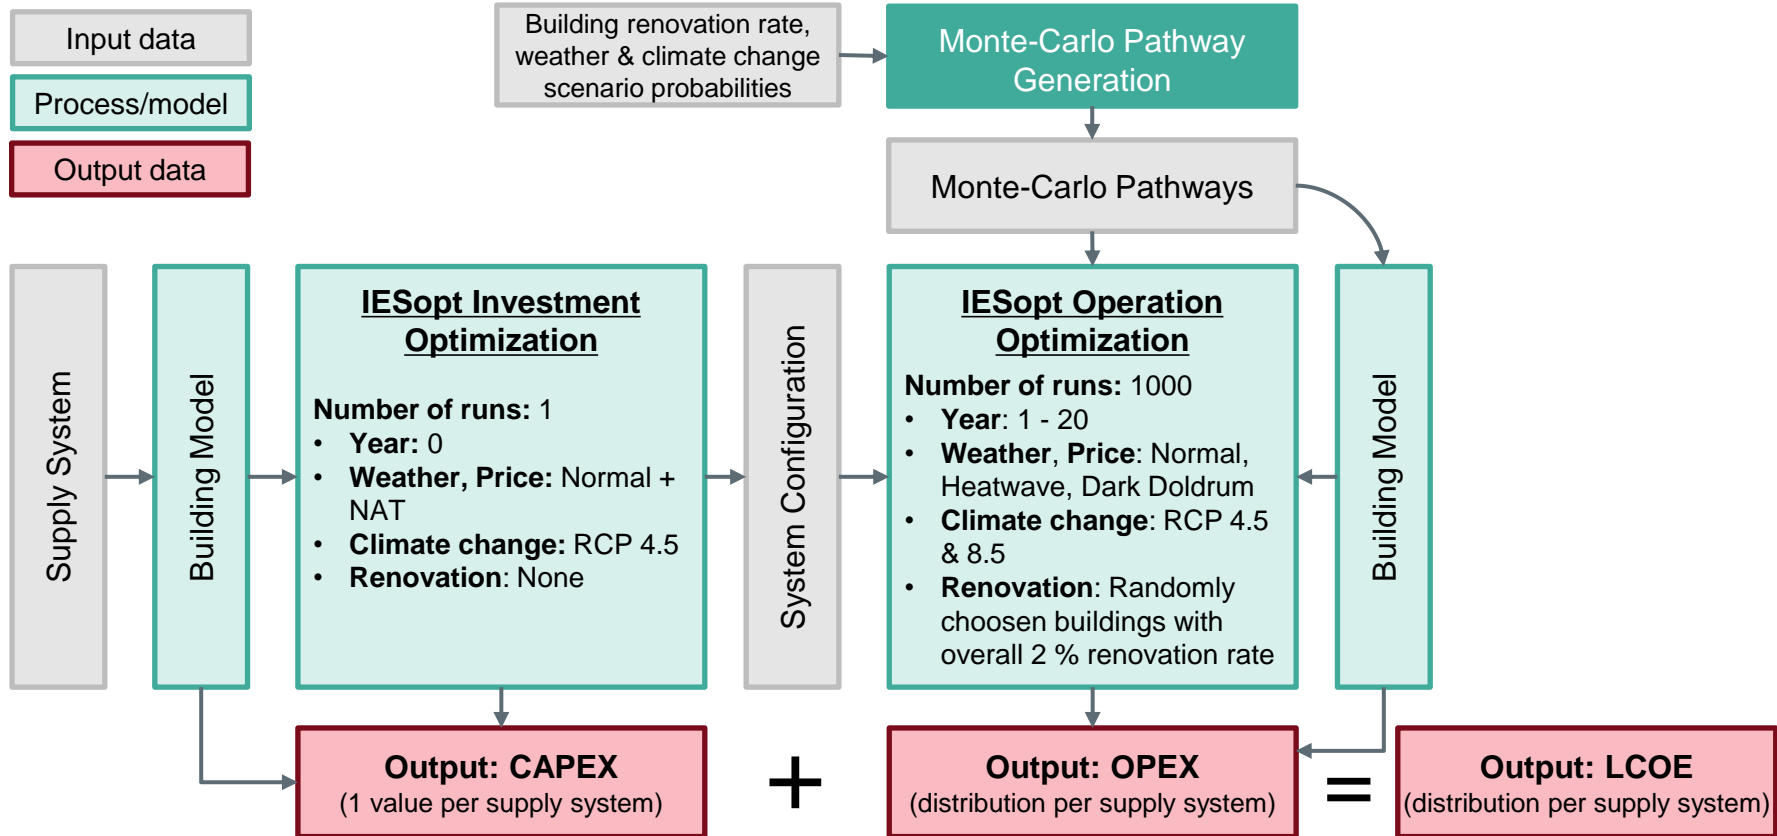 Input data
Process/model
Output data
Building renovation rate,
weather & climate change
scenario probabilities
Monte-Carlo Pathway
Generation
Monte-Carlo Pathways
Supply System
Building Model
IESopt Investment
Optimization
Number of runs: 1
• Year: 0
• Weather, Price: Normal +
NAT
• Climate change: RCP 4.5
• Renovation: None
System Configuration
IESopt Operation
Optimization
Number of runs: 1000
• Year: 1 - 20
• Weather, Price: Normal,
Heatwave, Dark Doldrum
• Climate change: RCP 4.5
& 8.5
• Renovation: Randomly
choosen buildings with
overall 2 % renovation rate
Building Model
Output: CAPEX
(1 value per supply system)
+
Output: OPEX
(distribution per supply system)
=
Output: LCOE
(distribution per supply system)